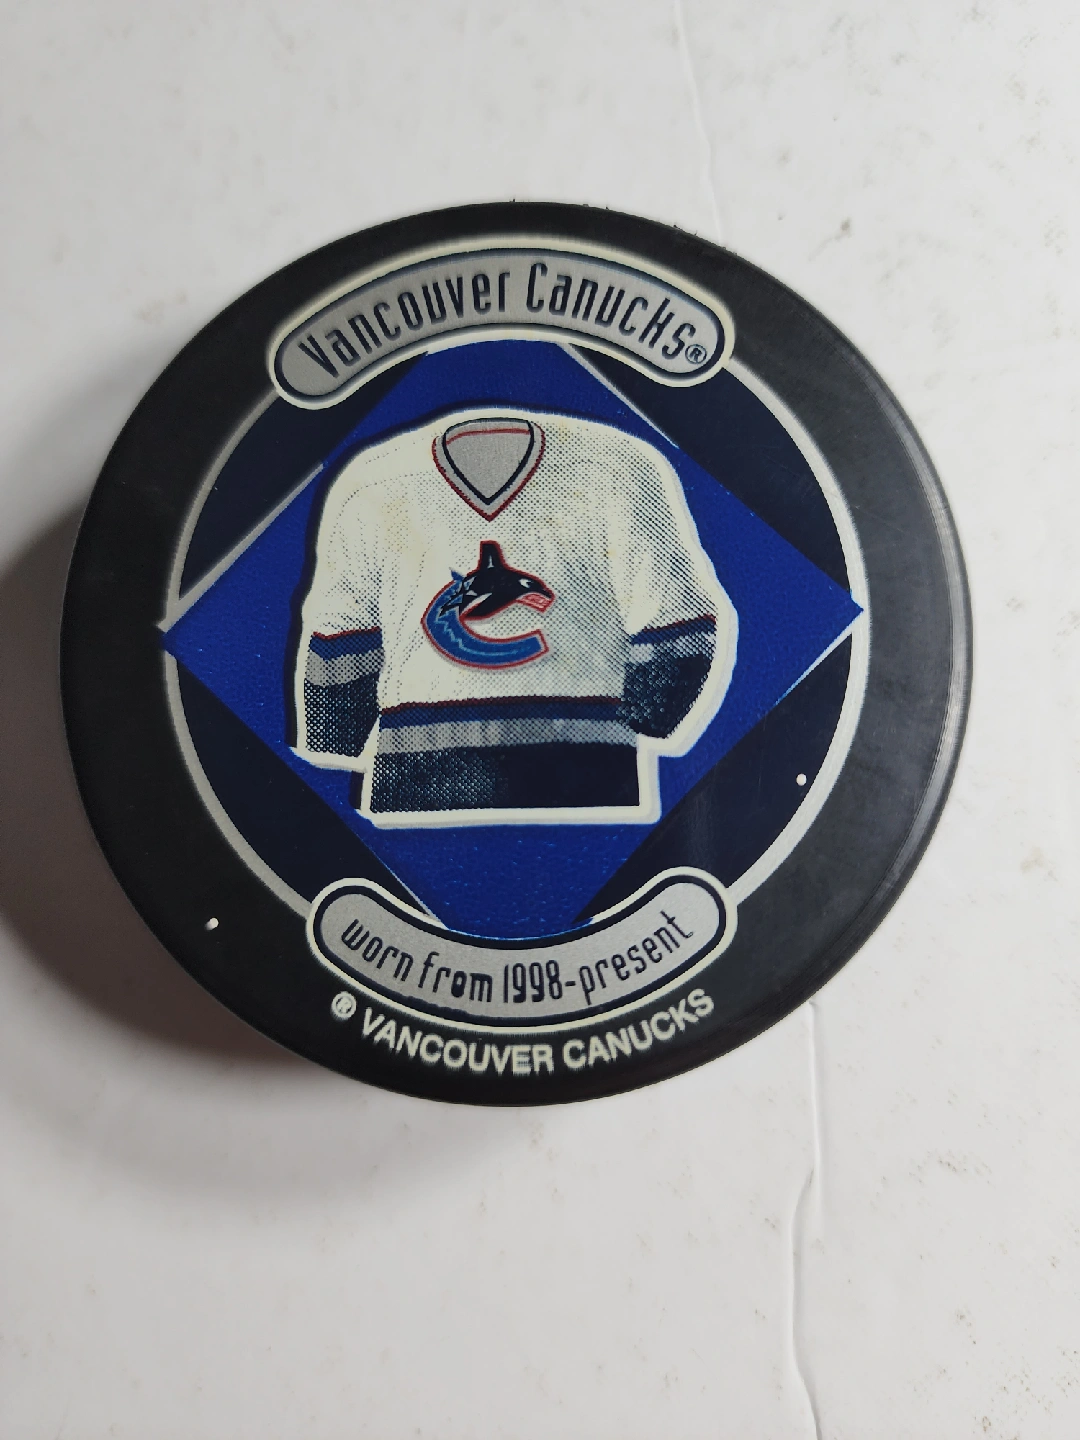 Vancouver Canucks®
worn from 1998-present
® VANCOUVER CANUCKS